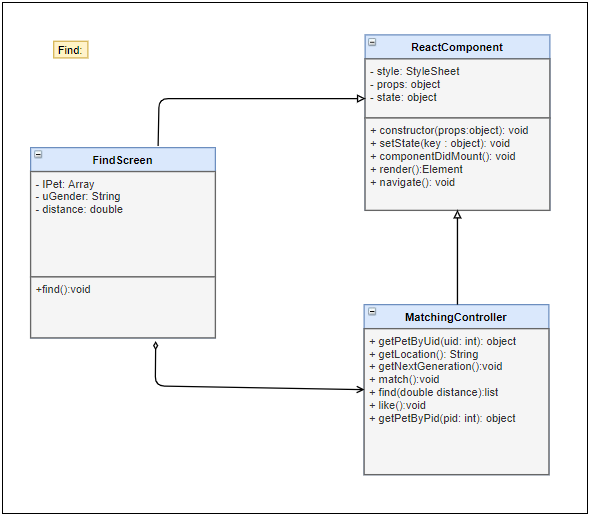 Find:
ReactComponent
- style: StyleSheet
- props: object
- state: object
+ constructor(props:object): void
+ setState(key : object): void
+ componentDidMount(): void
+ render():Element
+ navigate(): void
FindScreen
- lPet: Array
- uGender: String
- distance: double
+find():void
MatchingController
+ getPetByUid(uid: int): object
+ getLocation(): String
+ getNextGeneration():void
+ match():void
+ find(double distance):list
+ like():void
+ getPetByPid(pid: int): object